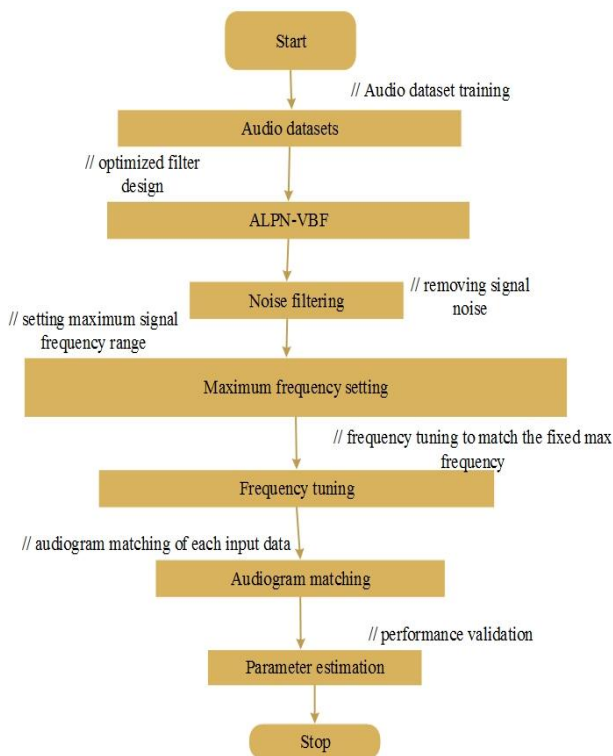 Start
// Audio dataset training
Audio datasets
// optimized filter
design
ALPN-VBF
Noise filtering
// removing signal
noise
// setting maximum signal
frequency range
Maximum frequency setting
// frequency tuning to match the fixed max
frequency
Frequency tuning
// audiogram matching of each input data
Audiogram matching
// performance validation
Parameter estimation
Stop